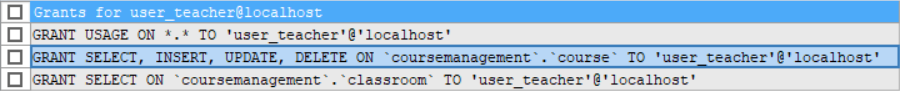 Grants for user_teacher@localhost
GRANT USAGE ON *.* TO 'user_teacher'@'localhost'
GRANT SELECT, INSERT, UPDATE, DELETE ON `coursemanagement`.`course` TO 'user_teacher'@'localhost'
GRANT SELECT ON `coursemanagement`.`classroom` TO 'user_teacher'@'localhost'